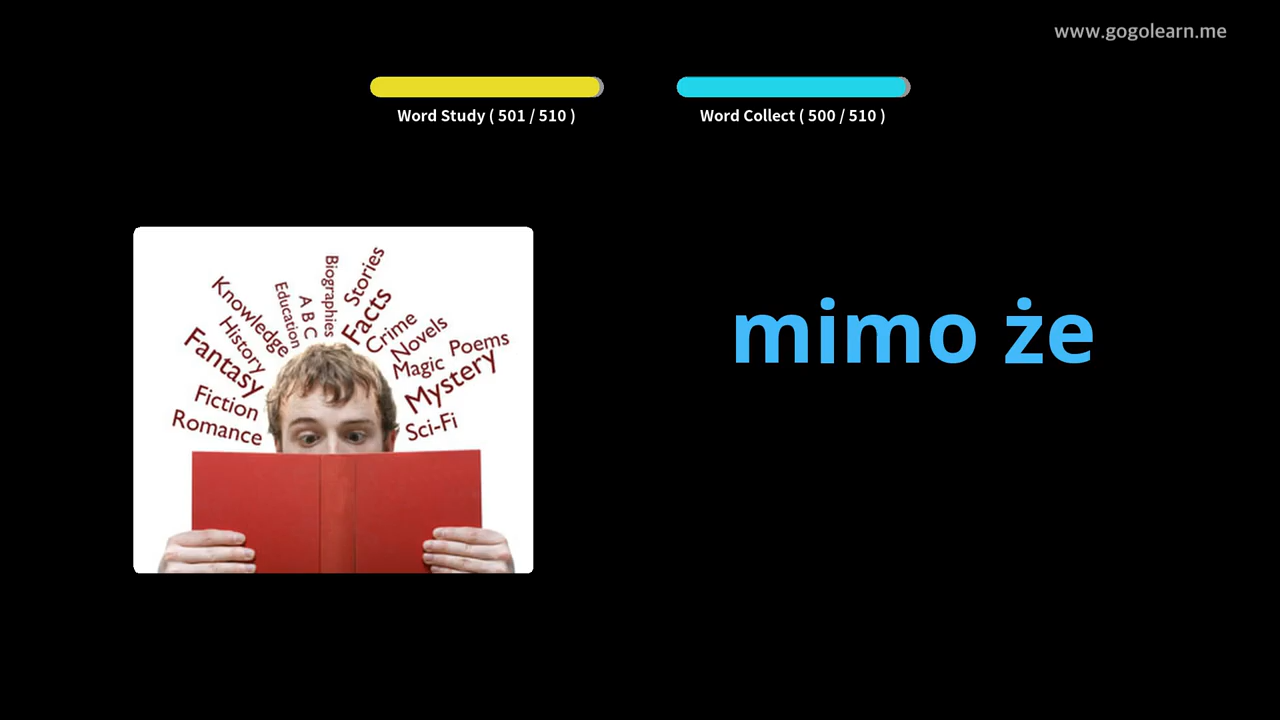 www.gogolearn.me
Word Study ( 501 / 510 )
Word Collect ( 500 / 510 )
mimo że
Knowledge
History
Fantasy
Fiction
Romance
Education
A B C
Biographies
Stories
Facts
Crime
Novels
Magic
Poems
Mystery
Sci-Fi